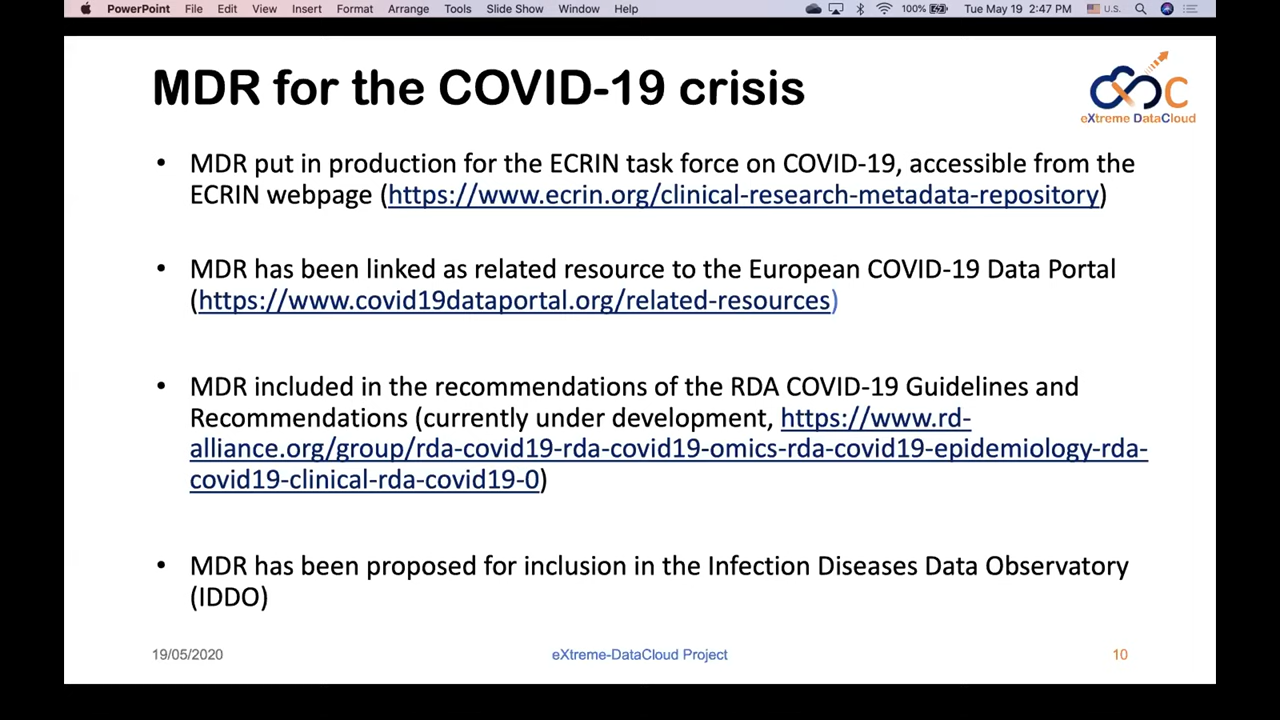 PowerPoint File Edit View Insert Format Arrange Tools Slide Show Window Help 100% Tue May 19 2:47 PM U.S.
MDR for the COVID-19 crisis
eXtreme DataCloud
• MDR put in production for the ECRIN task force on COVID-19, accessible from the
ECRIN webpage (https://www.ecrin.org/clinical-research-metadata-repository)
• MDR has been linked as related resource to the European COVID-19 Data Portal
(https://www.covid19dataportal.org/related-resources)
• MDR included in the recommendations of the RDA COVID-19 Guidelines and
Recommendations (currently under development, https://www.rd-
alliance.org/group/rda-covid19-rda-covid19-omics-rda-covid19-epidemiology-rda-
covid19-clinical-rda-covid19-0)
• MDR has been proposed for inclusion in the Infection Diseases Data Observatory
(IDDO)
19/05/2020 eXtreme-DataCloud Project 10